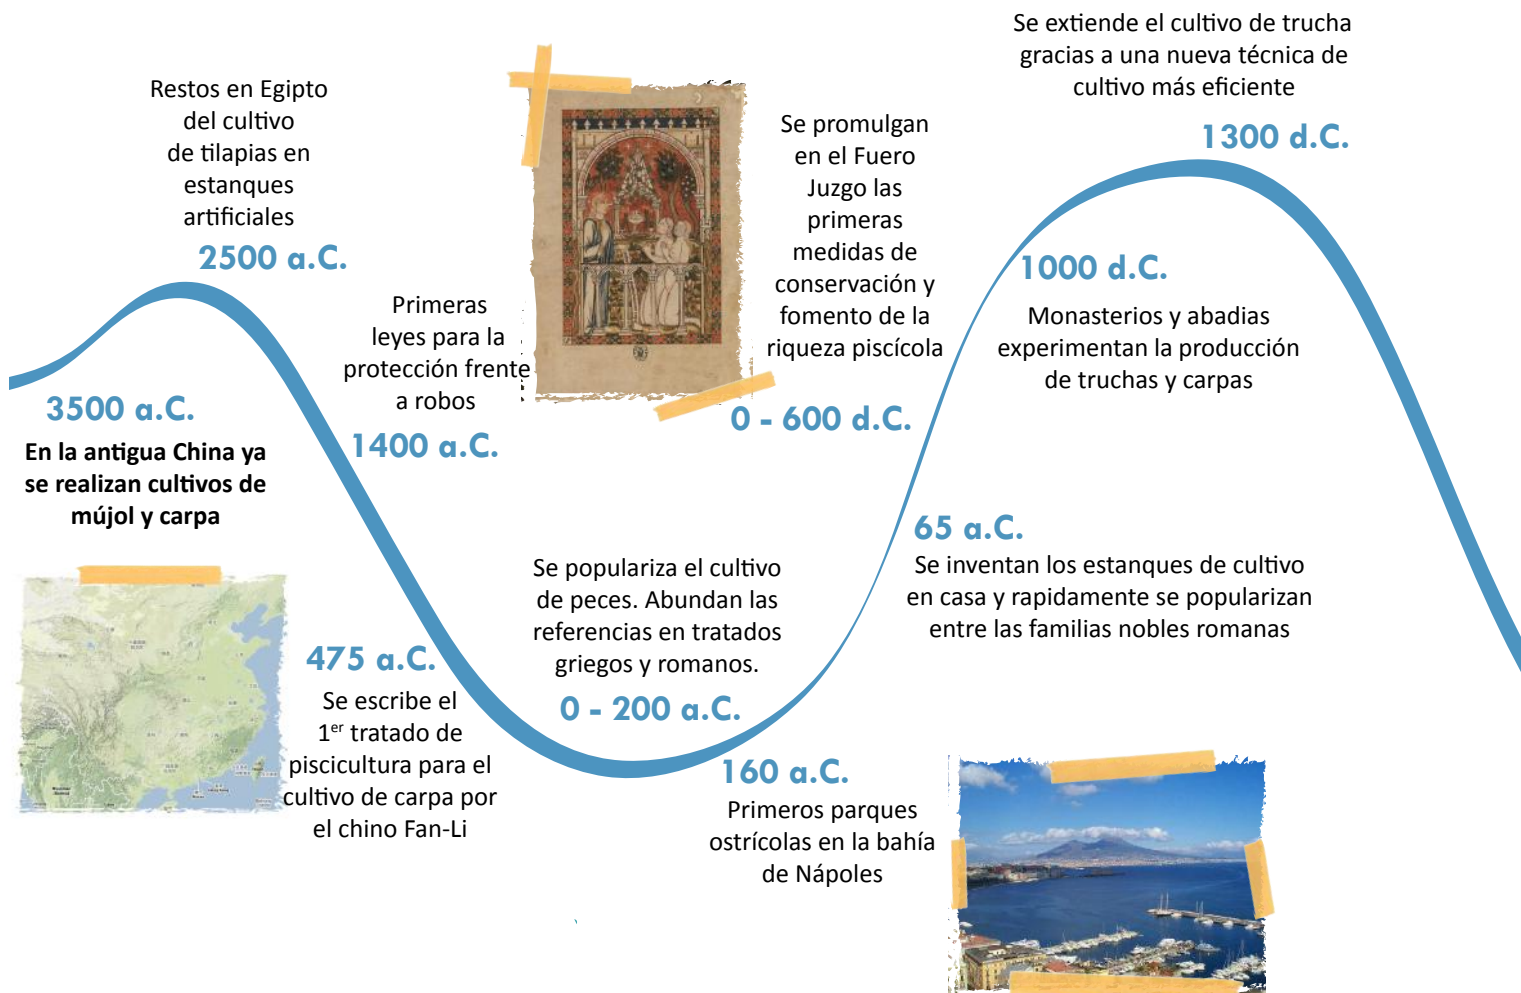 3500 a.C.
En la antigua China ya
se realizan cultivos de
mújol y carpa
Restos en Egipto
del cultivo
de tilapias en
estanques
artificiales
2500 a.C.
Primeras
leyes para la
protección frente
a robos
1400 a.C.
475 a.C.
Se escribe el
1er tratado de
piscicultura para el
cultivo de carpa por
el chino Fan-Li
Se populariza el cultivo
de peces. Abundan las
referencias en tratados
griegos y romanos.
0 - 200 a.C.
160 a.C.
Primeros parques
ostrícolas en la bahía
de Nápoles
65 a.C.
Se inventan los estanques de cultivo
en casa y rapidamente se popularizan
entre las familias nobles romanas
Se promulgan
en el Fuero
Juzgo las
primeras
medidas de
conservación y
fomento de la
riqueza piscícola
0 - 600 d.C.
1000 d.C.
Monasterios y abadias
experimentan la producción
de truchas y carpas
Se extiende el cultivo de trucha
gracias a una nueva técnica de
cultivo más eficiente
1300 d.C.